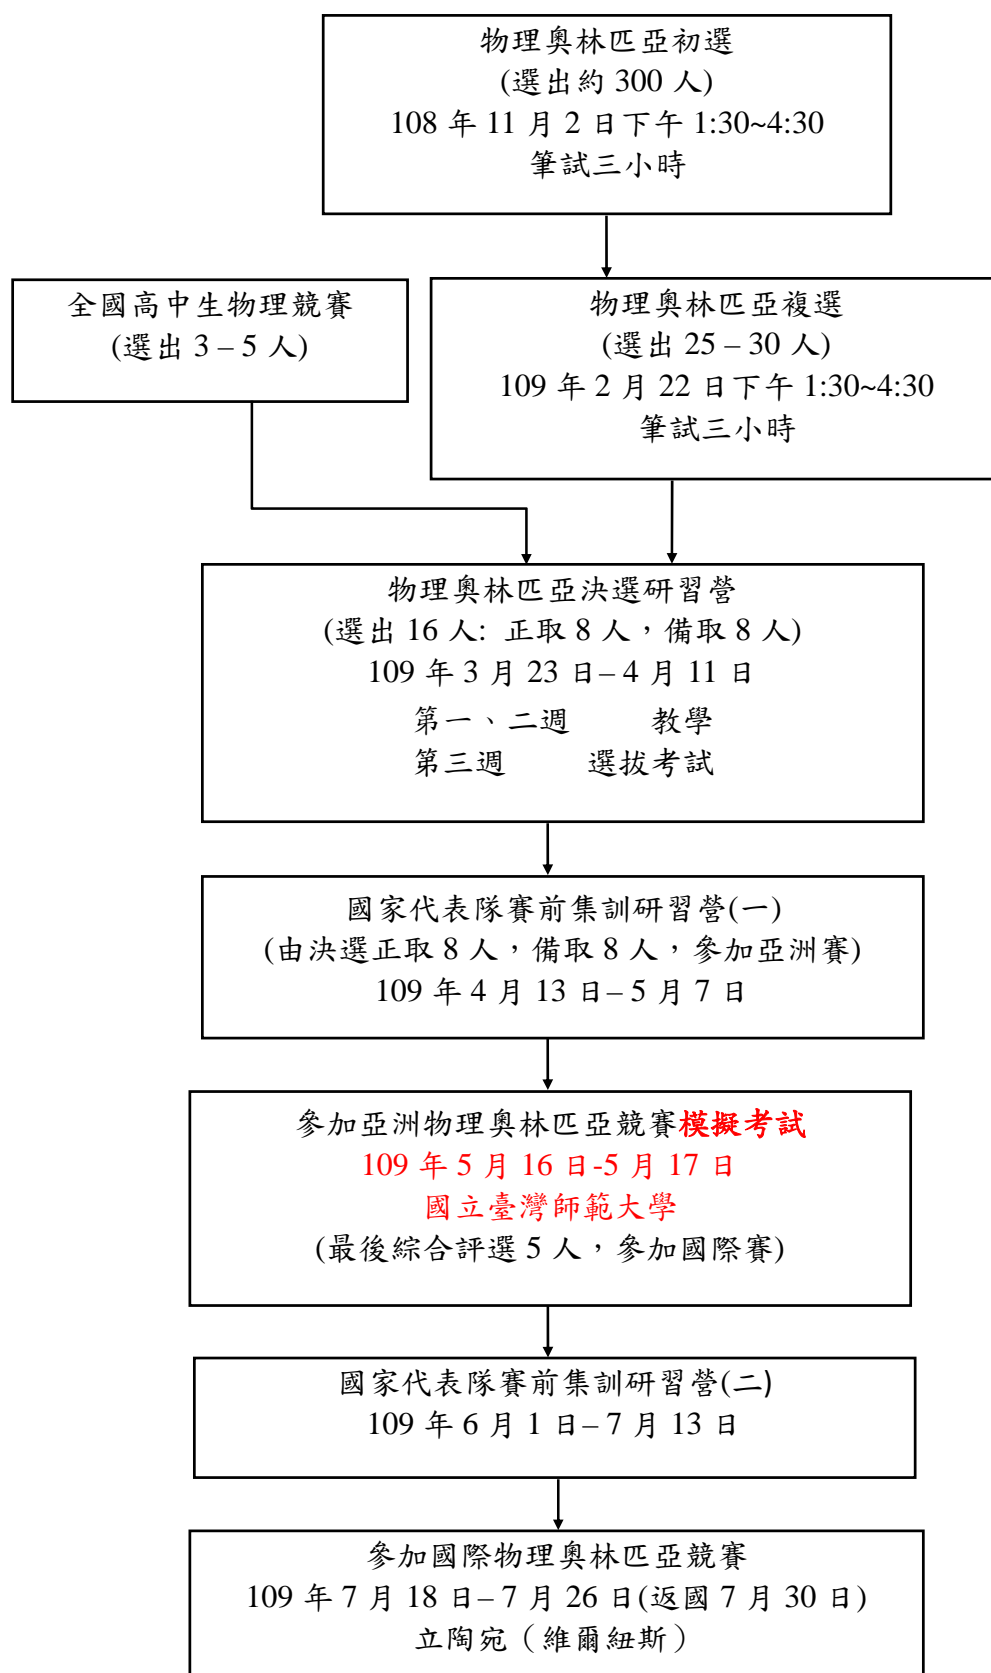 物理奧林匹亞初選
(選出約 300 人)
108 年 11 月 2 日下午 1:30~4:30
筆試三小時
全國高中生物理競賽
(選出 3 – 5 人)
物理奧林匹亞複選
(選出 25 – 30 人)
109 年 2 月 22 日下午 1:30~4:30
筆試三小時
物理奧林匹亞決選研習營
(選出 16 人: 正取 8 人，備取 8 人)
109 年 3 月 23 日– 4 月 11 日
第一、二週 教學
第三週 選拔考試
國家代表隊賽前集訓研習營(一)
(由決選正取 8 人，備取 8 人，參加亞洲賽)
109 年 4 月 13 日– 5 月 7 日
參加亞洲物理奧林匹亞競賽模擬考試
109 年 5 月 16 日-5 月 17 日
國立臺灣師範大學
(最後綜合評選 5 人，參加國際賽)
國家代表隊賽前集訓研習營(二)
109 年 6 月 1 日– 7 月 13 日
參加國際物理奧林匹亞競賽
109 年 7 月 18 日– 7 月 26 日(返國 7 月 30 日)
立陶宛（維爾紐斯）